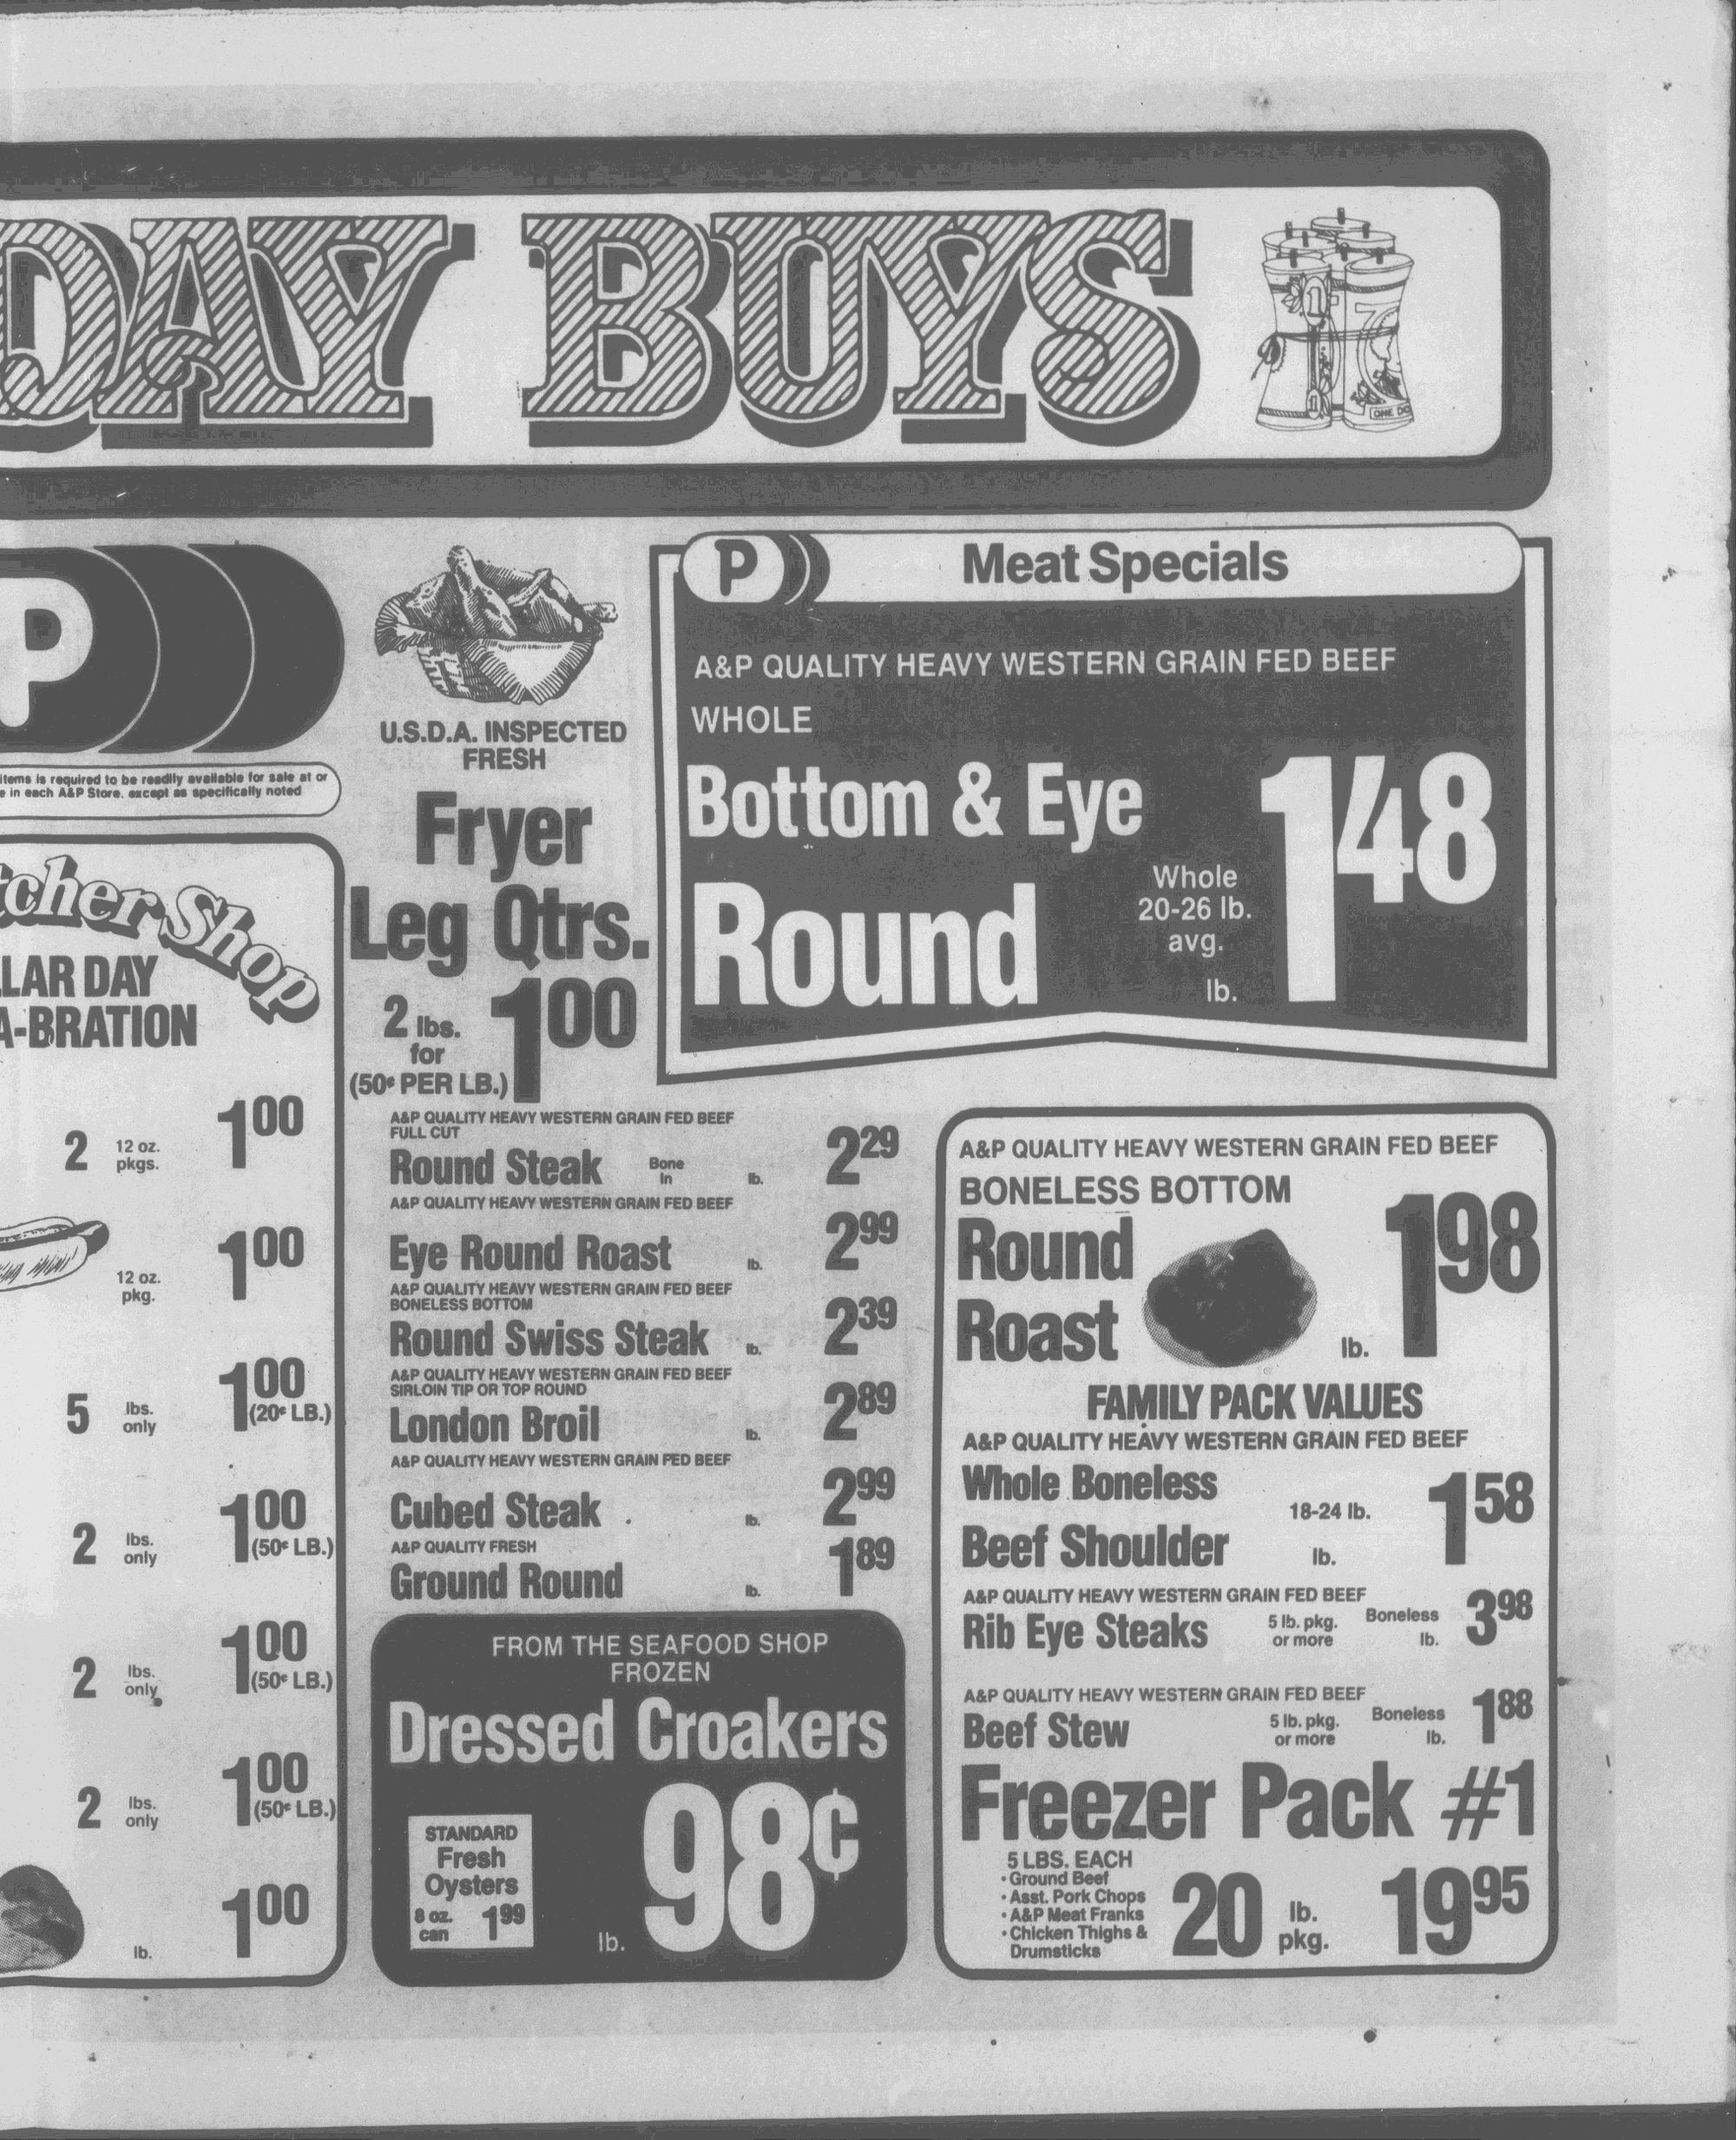 DAY BUYS
1
1
ONE DO
P
items is required to be readily available for sale at or
e in each A&P Store, except as specifically noted
tcher Shop
LAR DAY
A-BRATION
2 12 oz. pkgs. 1 00
12 oz. pkg. 1 00
5 lbs. only 1 00 (20¢ LB.)
2 lbs. only 1 00 (50¢ LB.)
2 lbs. only 1 00 (50¢ LB.)
2 lbs. only 1 00 (50¢ LB.)
lb. 1 00
U.S.D.A. INSPECTED
FRESH
Fryer
Leg Qtrs.
2 lbs.
for
(50¢ PER LB.)
1 00
P Meat Specials
A&P QUALITY HEAVY WESTERN GRAIN FED BEEF
WHOLE
Bottom & Eye
Round
Whole
20-26 lb.
avg.
lb.
1 48
A&P QUALITY HEAVY WESTERN GRAIN FED BEEF
FULL CUT
Round Steak Bone In lb. 2 29
A&P QUALITY HEAVY WESTERN GRAIN FED BEEF
Eye Round Roast lb. 2 99
A&P QUALITY HEAVY WESTERN GRAIN FED BEEF
BONELESS BOTTOM
Round Swiss Steak lb. 2 39
A&P QUALITY HEAVY WESTERN GRAIN FED BEEF
SIRLOIN TIP OR TOP ROUND
London Broil lb. 2 89
A&P QUALITY HEAVY WESTERN GRAIN FED BEEF
Cubed Steak lb. 2 99
A&P QUALITY FRESH
Ground Round lb. 1 89
FROM THE SEAFOOD SHOP
FROZEN
Dressed Croakers
lb. 98¢
STANDARD
Fresh
Oysters
8 oz. can 1 99
A&P QUALITY HEAVY WESTERN GRAIN FED BEEF
BONELESS BOTTOM
Round
Roast
lb. 1 98
FAMILY PACK VALUES
A&P QUALITY HEAVY WESTERN GRAIN FED BEEF
Whole Boneless
Beef Shoulder
18-24 lb.
lb. 1 58
A&P QUALITY HEAVY WESTERN GRAIN FED BEEF
Rib Eye Steaks 5 lb. pkg. or more Boneless lb. 3 98
A&P QUALITY HEAVY WESTERN GRAIN FED BEEF
Beef Stew 5 lb. pkg. or more Boneless lb. 1 88
Freezer Pack #1
5 LBS. EACH
• Ground Beef
• Asst. Pork Chops
• A&P Meat Franks
• Chicken Thighs &
Drumsticks
20 lb. pkg. 19 95